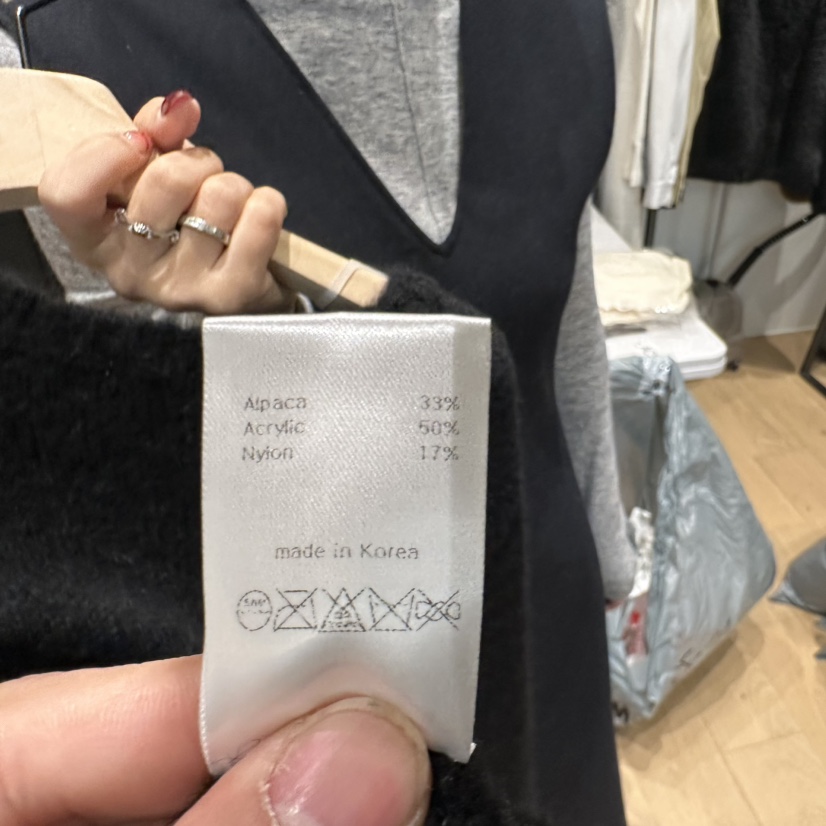 Alpaca 33%
Acrylic 50%
Nylon 17%
made in Korea